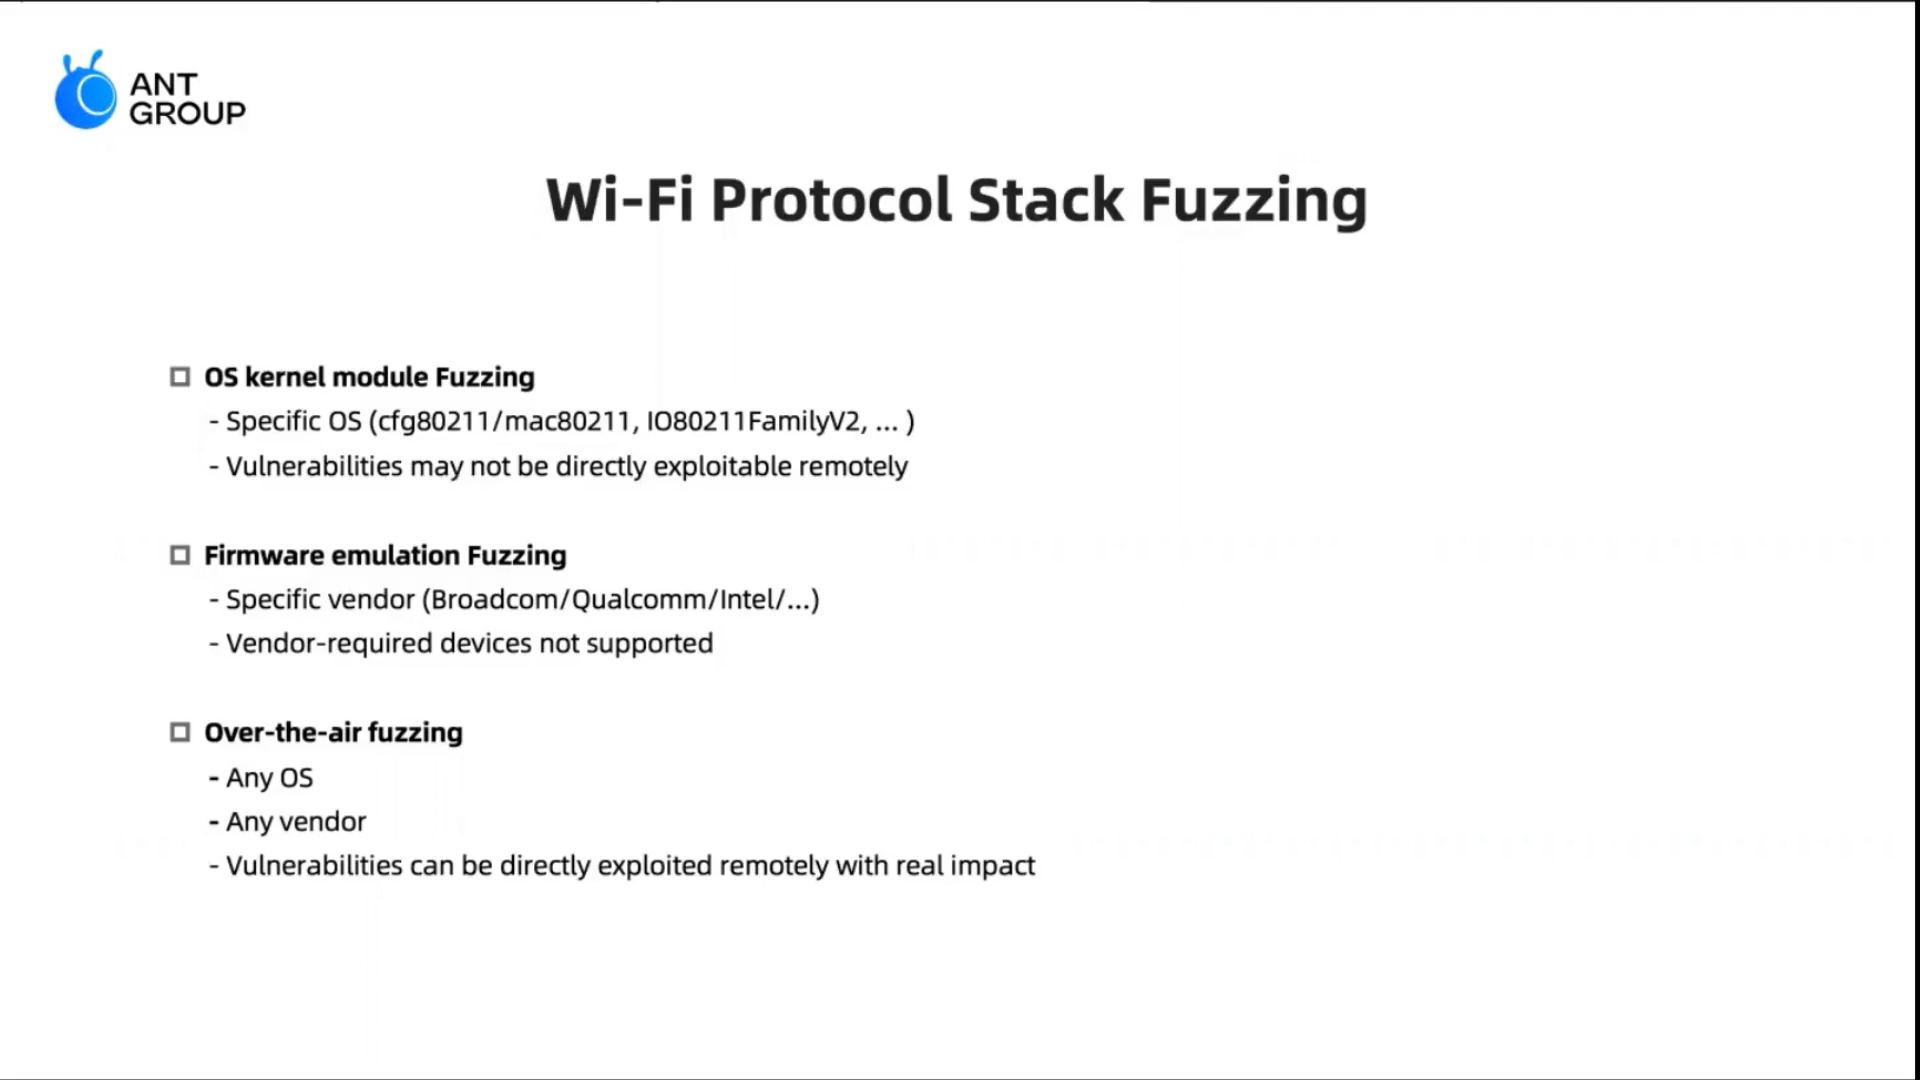 ANT
GROUP
Wi-Fi Protocol Stack Fuzzing
OS kernel module Fuzzing
- Specific OS (cfg80211/mac80211, IO80211FamilyV2, ... )
- Vulnerabilities may not be directly exploitable remotely
Firmware emulation Fuzzing
- Specific vendor (Broadcom/Qualcomm/Intel/...)
- Vendor-required devices not supported
Over-the-air fuzzing
- Any OS
- Any vendor
- Vulnerabilities can be directly exploited remotely with real impact